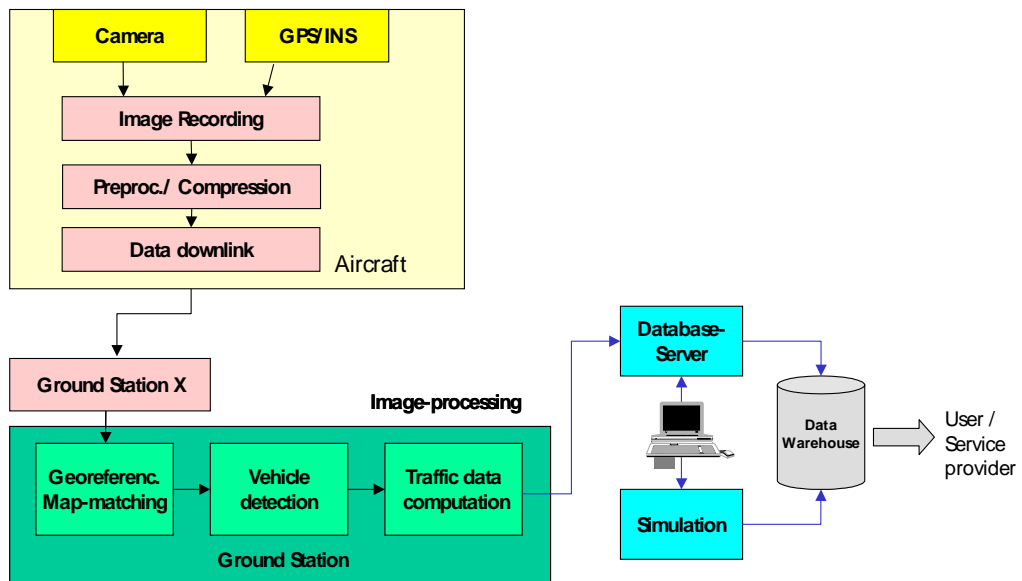 Camera
GPS/INS
Image Recording
Preproc./ Compression
Data downlink
Aircraft
Ground Station X
Image-processing
Georeferenc.
Map-matching
Vehicle
detection
Traffic data
computation
Ground Station
Database-
Server
Simulation
Data
Warehouse
User /
Service
provider